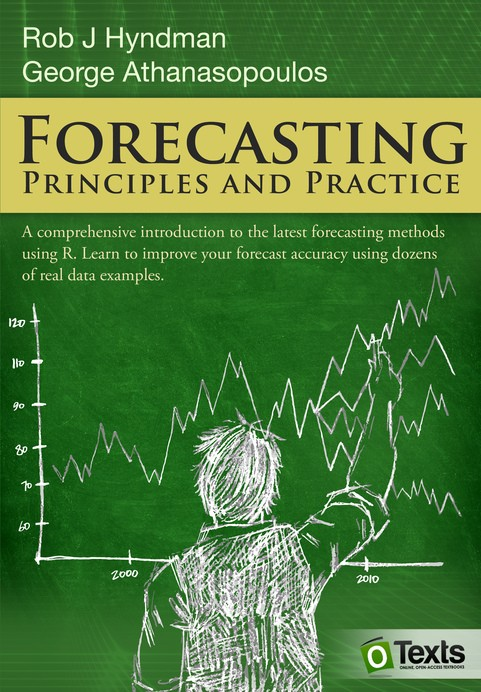 Rob J Hyndman
George Athanasopoulos
FORECASTING
PRINCIPLES AND PRACTICE
A comprehensive introduction to the latest forecasting methods
using R. Learn to improve your forecast accuracy using dozens
of real data examples.
120
110
90
80
70
60
2000
2010
OTexts
ONLINE, OPEN-ACCESS TEXTBOOKS